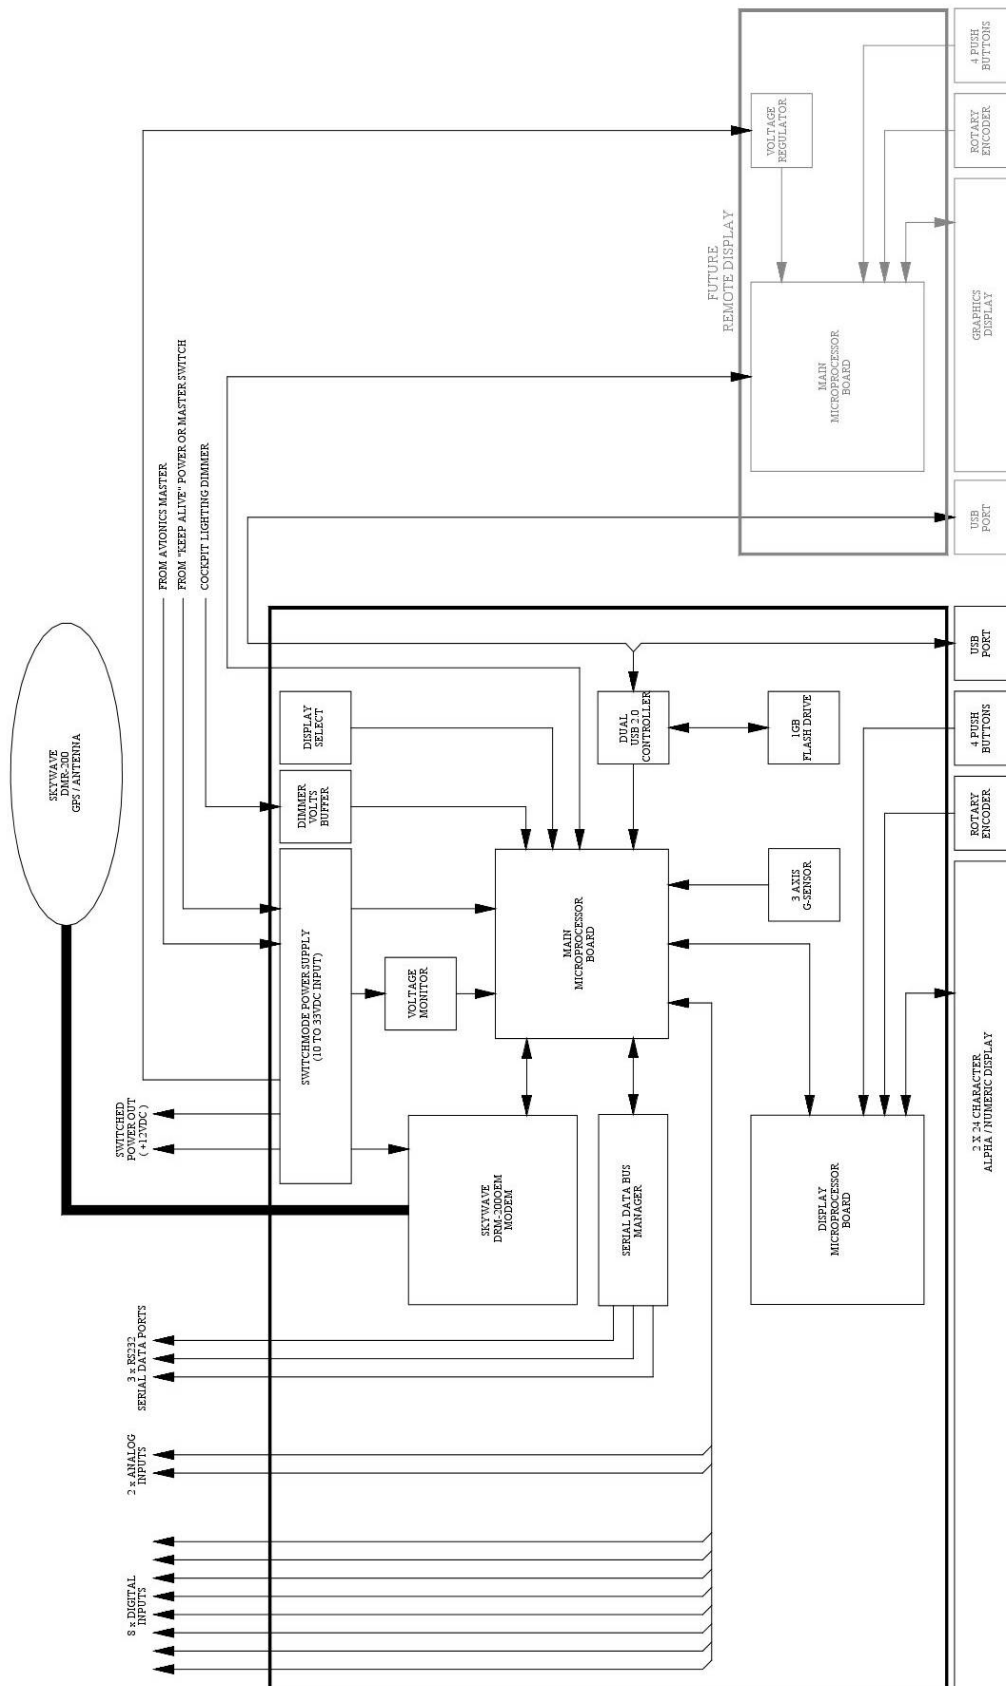 SKYWAVE
DMR-200
GPS / ANTENNA
8 x DIGITAL
INPUTS
2 x ANALOG
INPUTS
3 x RS232
SERIAL DATA PORTS
SWITCHED
POWER OUT
( +12VDC )
FROM AVIONICS MASTER
FROM "KEEP ALIVE" POWER OR MASTER SWITCH
COCKPIT LIGHTING DIMMER
SWITCHMODE POWER SUPPLY
(10 TO 33VDC INPUT)
DIMMER
VOLTS
BUFFER
DISPLAY
SELECT
VOLTAGE
MONITOR
SKYWAVE
DRM-200OEM
MODEM
MAIN
MICROPROCESSOR
BOARD
SERIAL DATA BUS
MANAGER
DUAL
USB 2.0
CONTROLLER
DISPLAY
MICROPROCESSOR
BOARD
3 AXIS
G-SENSOR
1GB
FLASH DRIVE
2 X 24 CHARACTER
ALPHA / NUMERIC DISPLAY
ROTARY
ENCODER
4 PUSH
BUTTONS
USB
PORT
FUTURE
REMOTE DISPLAY
VOLTAGE
REGULATOR
MAIN
MICROPROCESSOR
BOARD
USB
PORT
GRAPHICS
DISPLAY
ROTARY
ENCODER
4 PUSH
BUTTONS